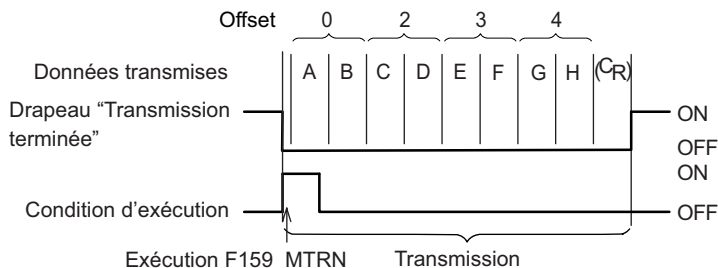 Offset 0 2 3 4
Données transmises A B C D E F G H (CR)
Drapeau “Transmission terminée” ON
OFF
ON
Condition d’exécution OFF
Exécution F159 MTRN Transmission